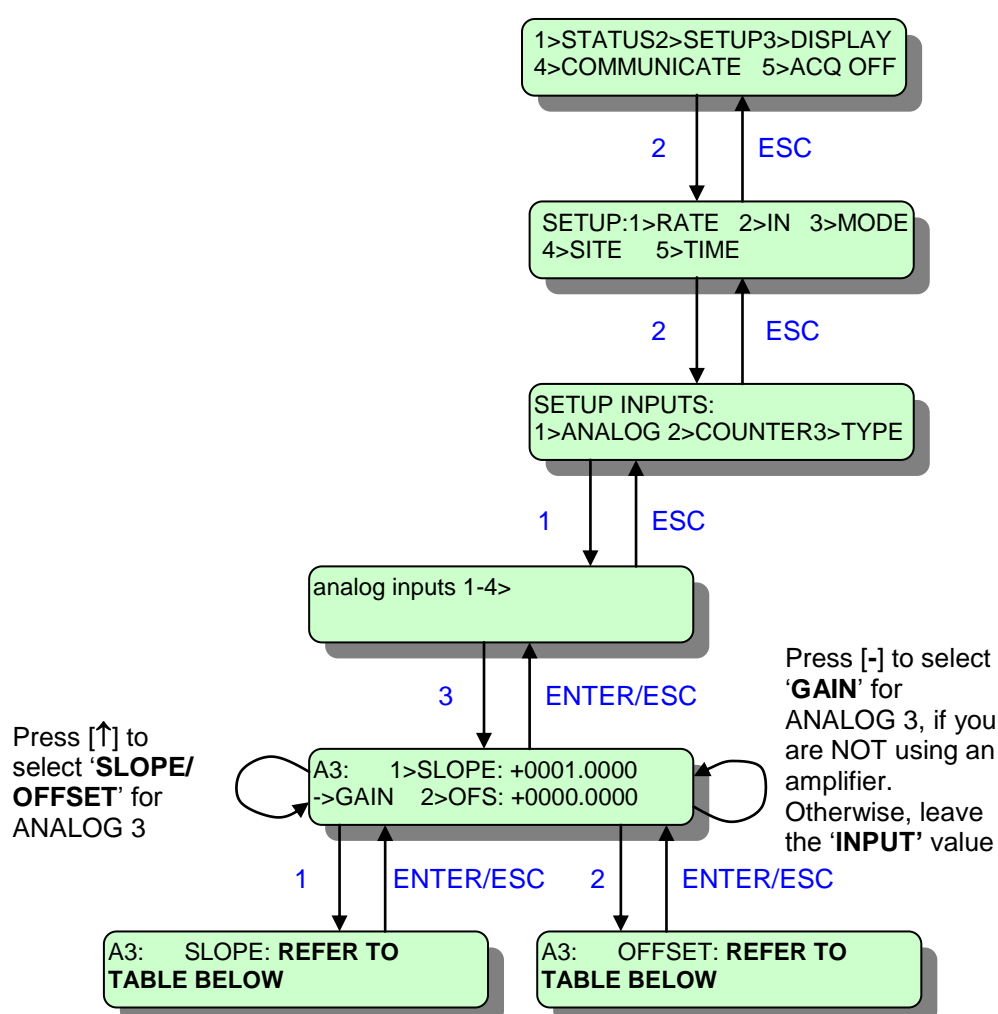 1>STATUS2>SETUP3>DISPLAY
4>COMMUNICATE 5>ACQ OFF
2
ESC
SETUP:1>RATE 2>IN 3>MODE
4>SITE 5>TIME
2
ESC
SETUP INPUTS:
1>ANALOG 2>COUNTER3>TYPE
1
ESC
analog inputs 1-4>
3
ENTER/ESC
Press [↑] to
select ‘SLOPE/
OFFSET’ for
ANALOG 3
A3: 1>SLOPE: +0001.0000
->GAIN 2>OFS: +0000.0000
Press [-] to select
‘GAIN’ for
ANALOG 3, if you
are NOT using an
amplifier.
Otherwise, leave
the ‘INPUT’ value
1
ENTER/ESC
2
ENTER/ESC
A3: SLOPE: REFER TO
TABLE BELOW
A3: OFFSET: REFER TO
TABLE BELOW